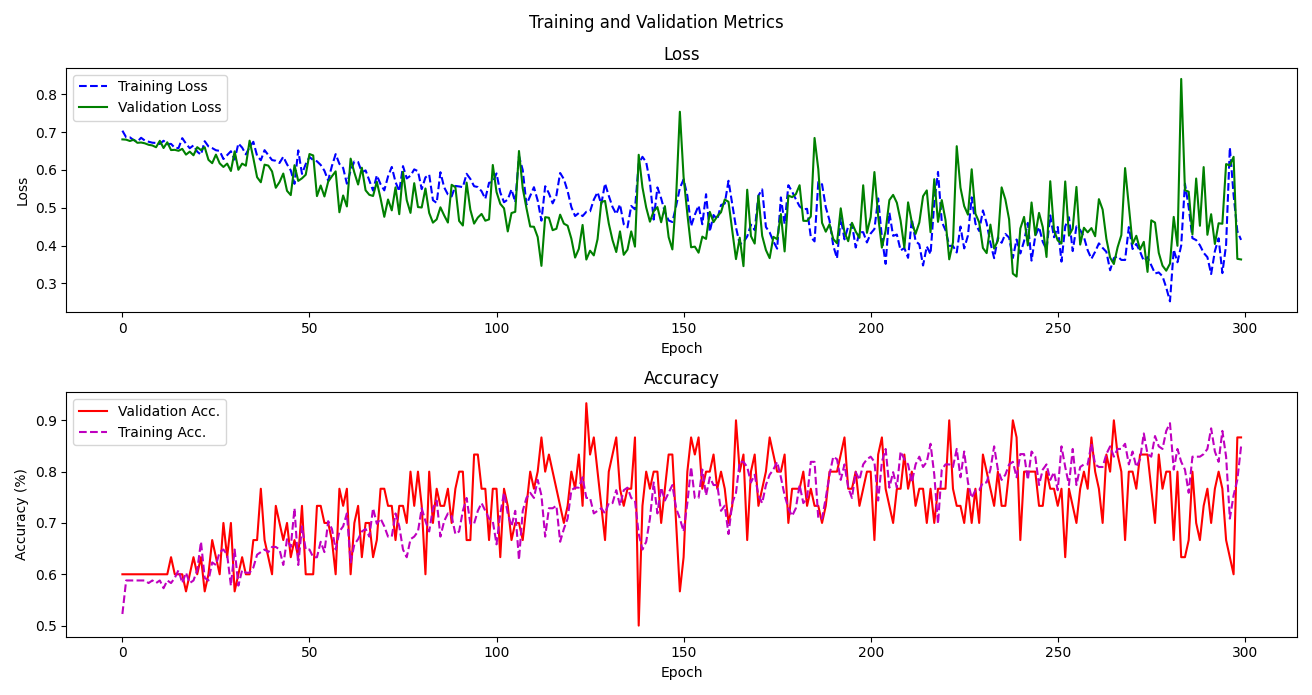 Training and Validation Metrics
Loss
Training Loss
Validation Loss
0.8
0.7
0.6
0.5
0.4
0.3
Loss
0 50 100 150 200 250 300
Epoch
Accuracy
Validation Acc.
Training Acc.
0.9
0.8
0.7
0.6
0.5
Accuracy (%)
0 50 100 150 200 250 300
Epoch